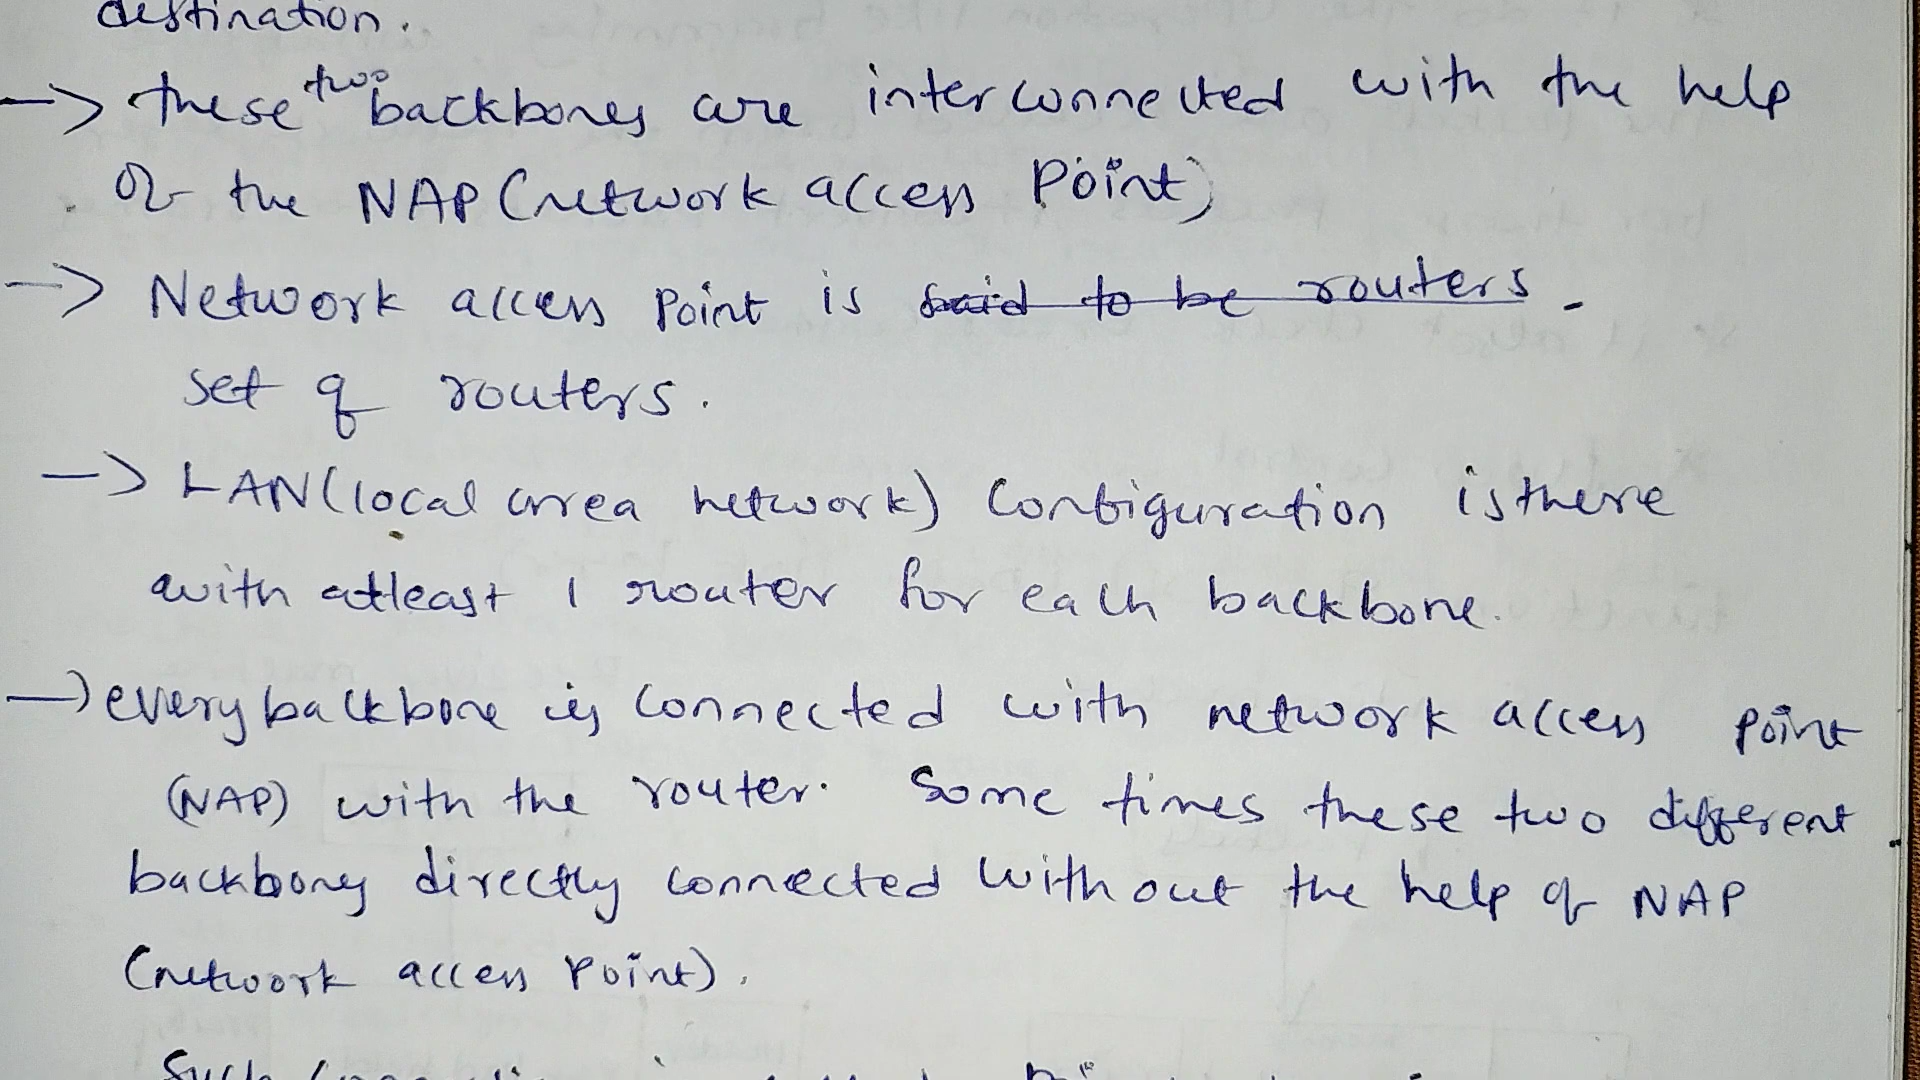 destination.
-> these two backbones are interconnected with the help
of the NAP (network access Point)
-> Network access Point is said to be routers.
set of routers.
-> LAN (local area network) Configuration is there
with atleast 1 router for each backbone.
-> every backbone is connected with network access point
(NAP) with the router. Some times these two different
backbones directly connected without the help of NAP
(network access Point).
Such